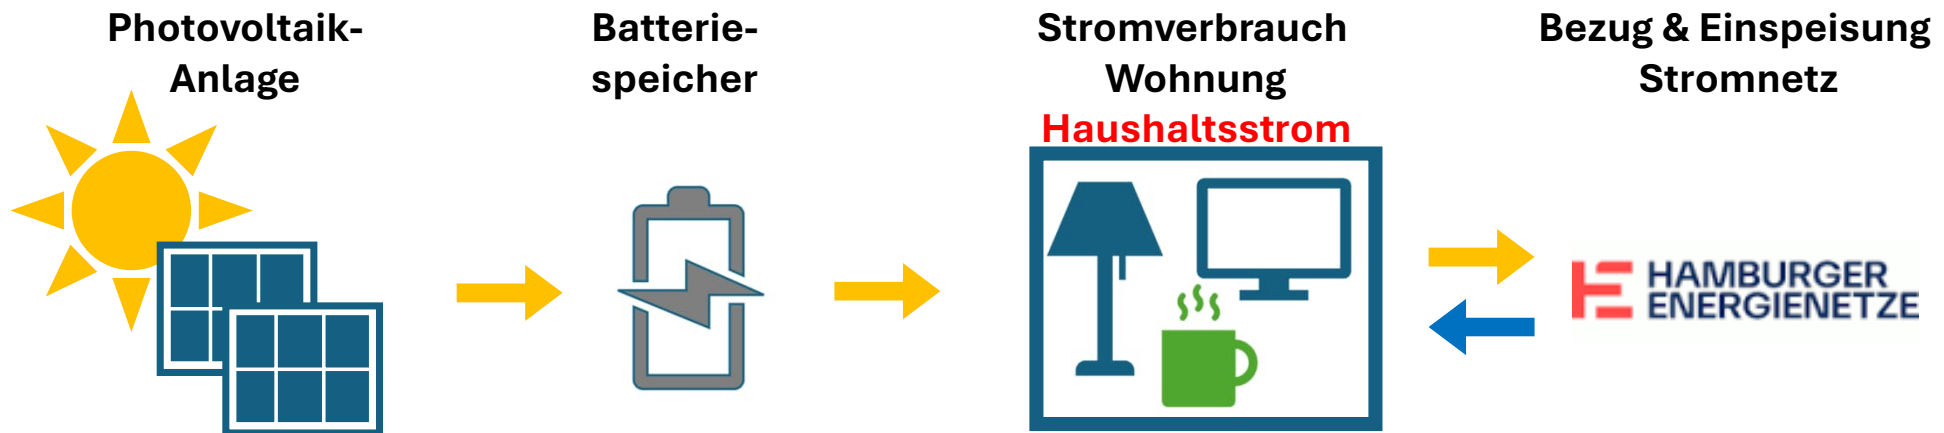 Photovoltaik-
Anlage
Batterie-
speicher
Stromverbrauch
Wohnung
Haushaltsstrom
Bezug & Einspeisung
Stromnetz
HAMBURGER
ENERGIENETZE